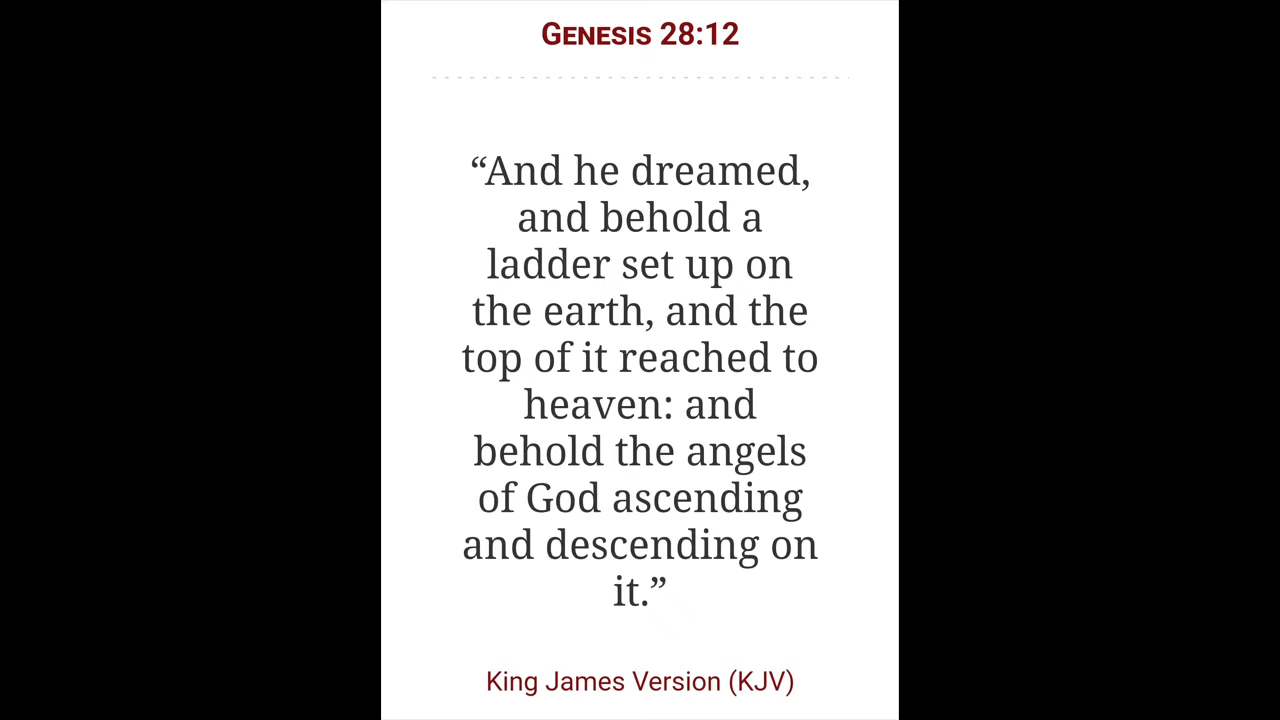 Genesis 28:12
“And he dreamed,
and behold a
ladder set up on
the earth, and the
top of it reached to
heaven: and
behold the angels
of God ascending
and descending on
it.”
King James Version (KJV)